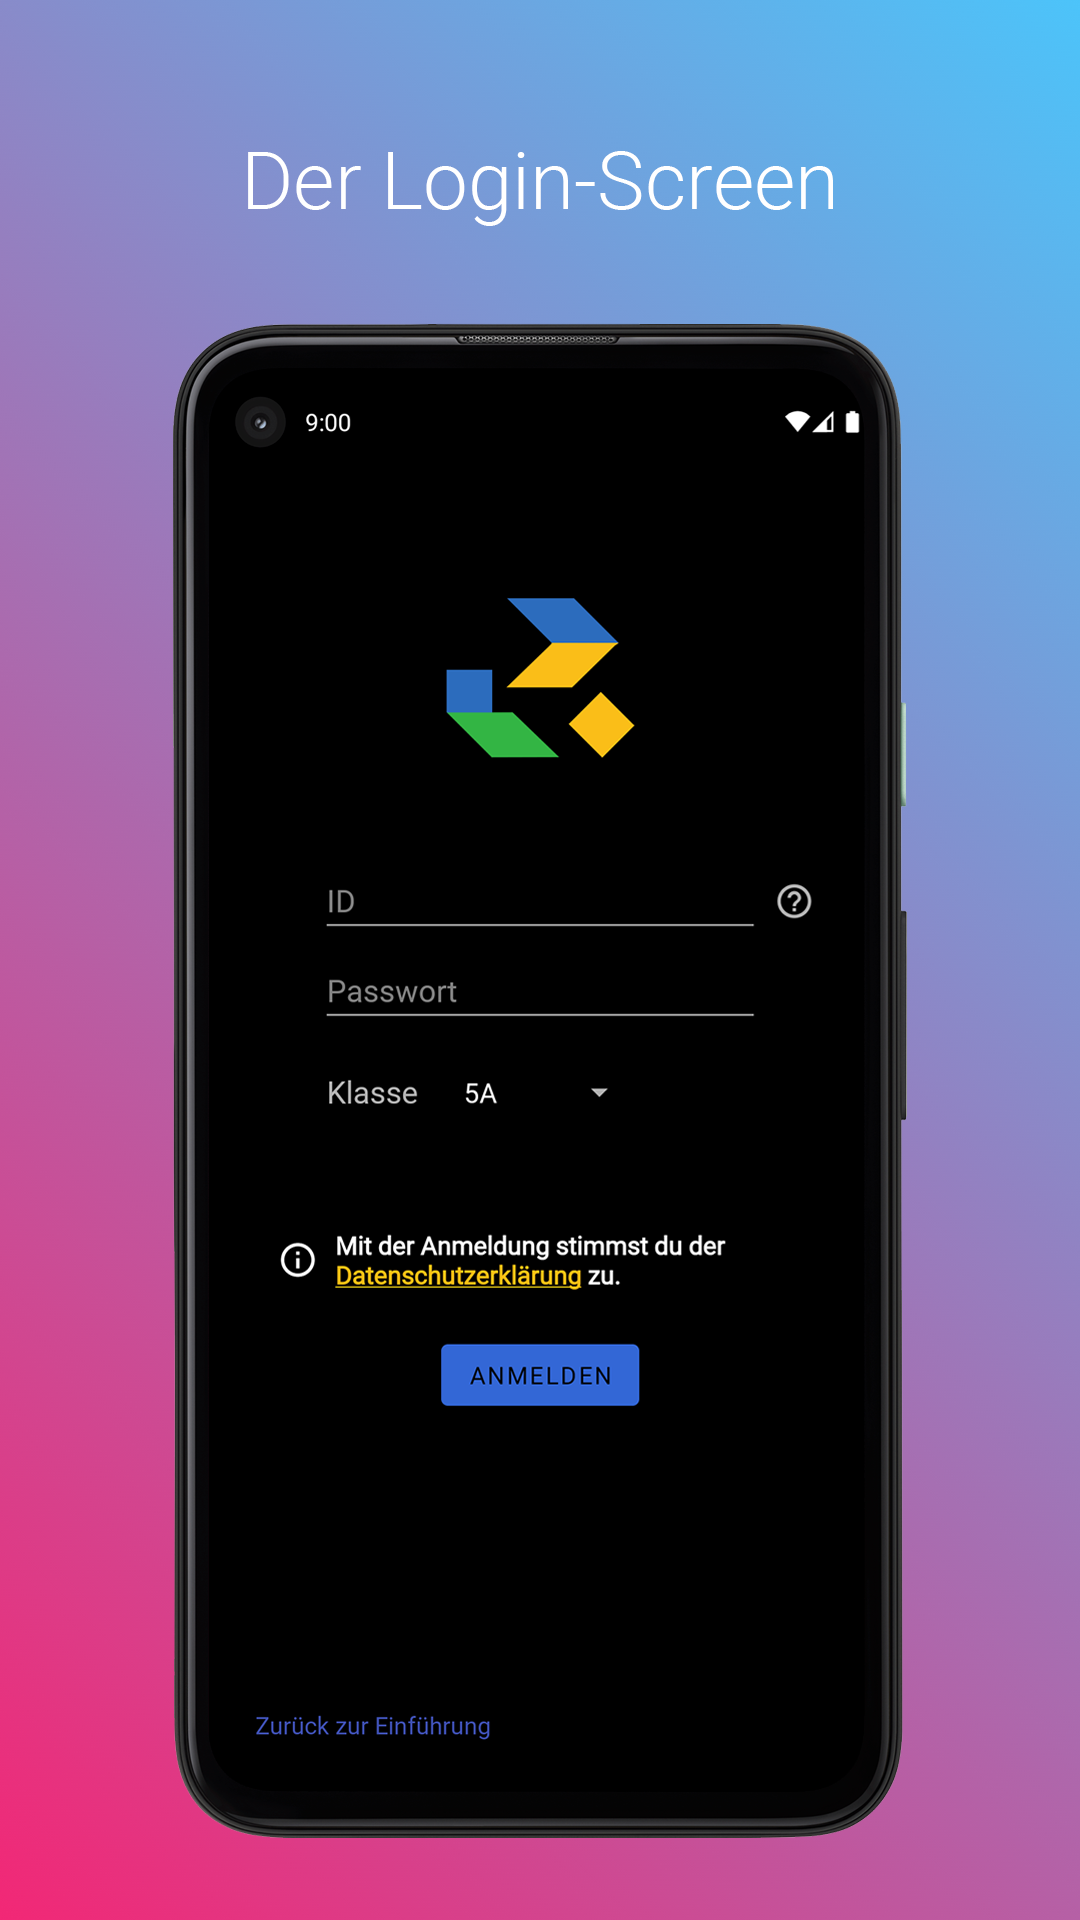 Der Login-Screen
9:00
ID
Passwort
Klasse 5A
Mit der Anmeldung stimmst du der
Datenschutzerklärung zu.
ANMELDEN
Zurück zur Einführung